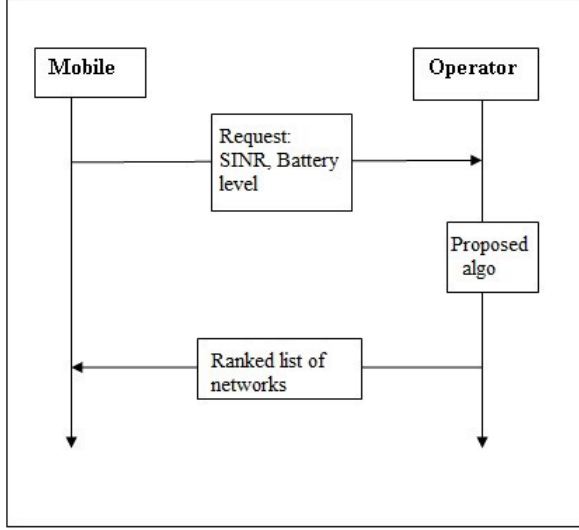 Mobile
Operator
Request:
SINR, Battery
level
Proposed
algo
Ranked list of
networks